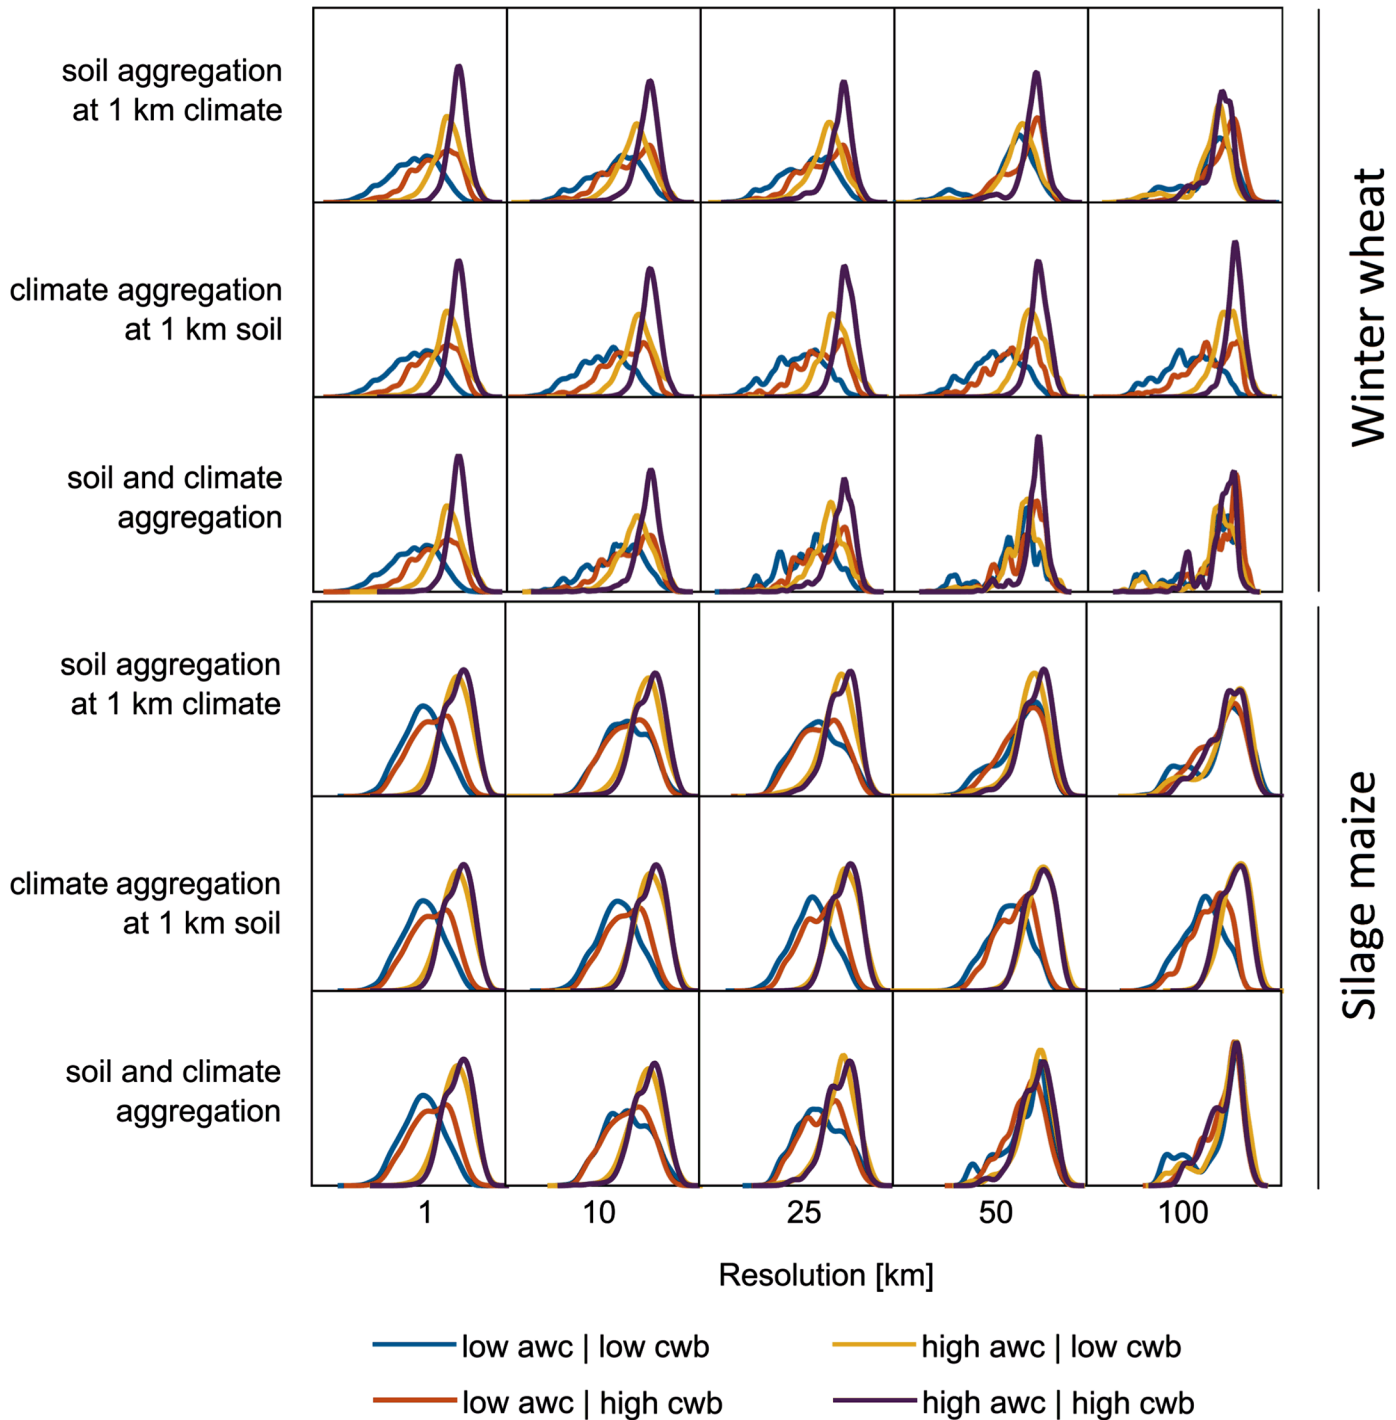 soil aggregation
at 1 km climate
climate aggregation
at 1 km soil
soil and climate
aggregation
Winter wheat
soil aggregation
at 1 km climate
climate aggregation
at 1 km soil
soil and climate
aggregation
Silage maize
1 10 25 50 100
Resolution [km]
low awc | low cwb high awc | low cwb
low awc | high cwb high awc | high cwb